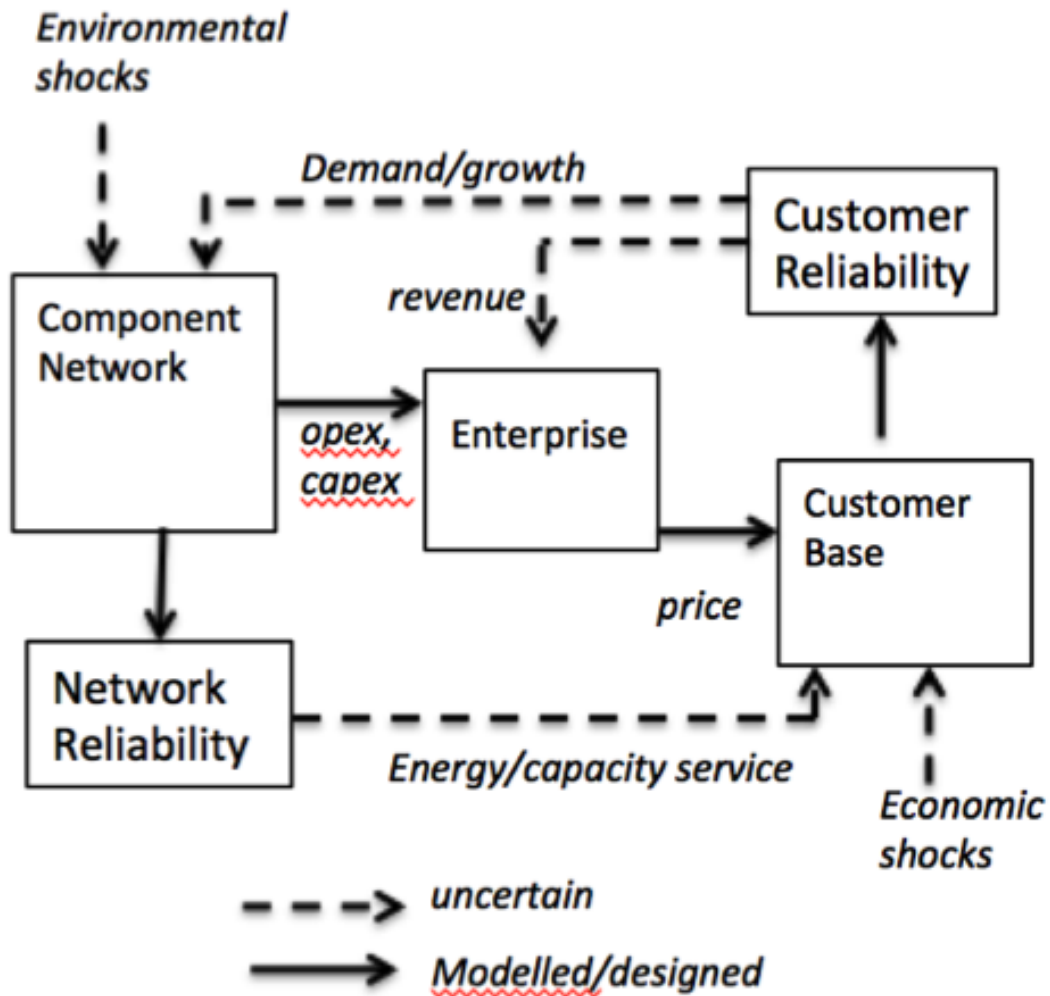 Environmental
shocks
Demand/growth
Customer
Reliability
revenue
Component
Network
opex,
capex
Enterprise
Customer
Base
price
Network
Reliability
Energy/capacity service
Economic
shocks
uncertain
Modelled/designed